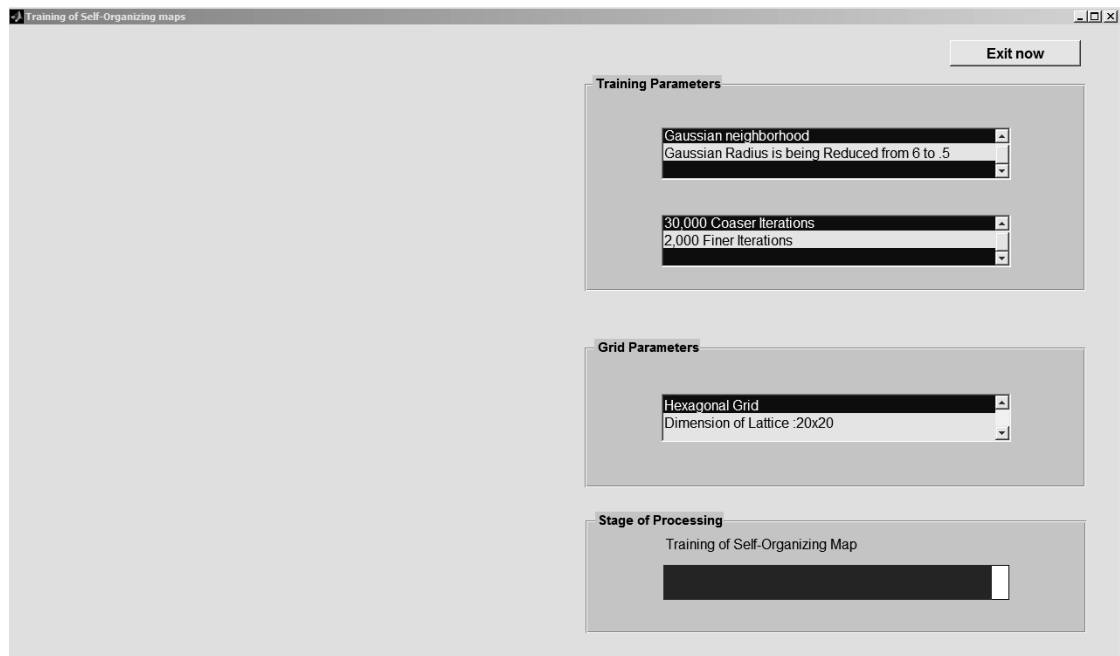 Training of Self-Organizing maps
Exit now
Training Parameters
Gaussian neighborhood
Gaussian Radius is being Reduced from 6 to .5
30,000 Coaser Iterations
2,000 Finer Iterations
Grid Parameters
Hexagonal Grid
Dimension of Lattice :20x20
Stage of Processing
Training of Self-Organizing Map